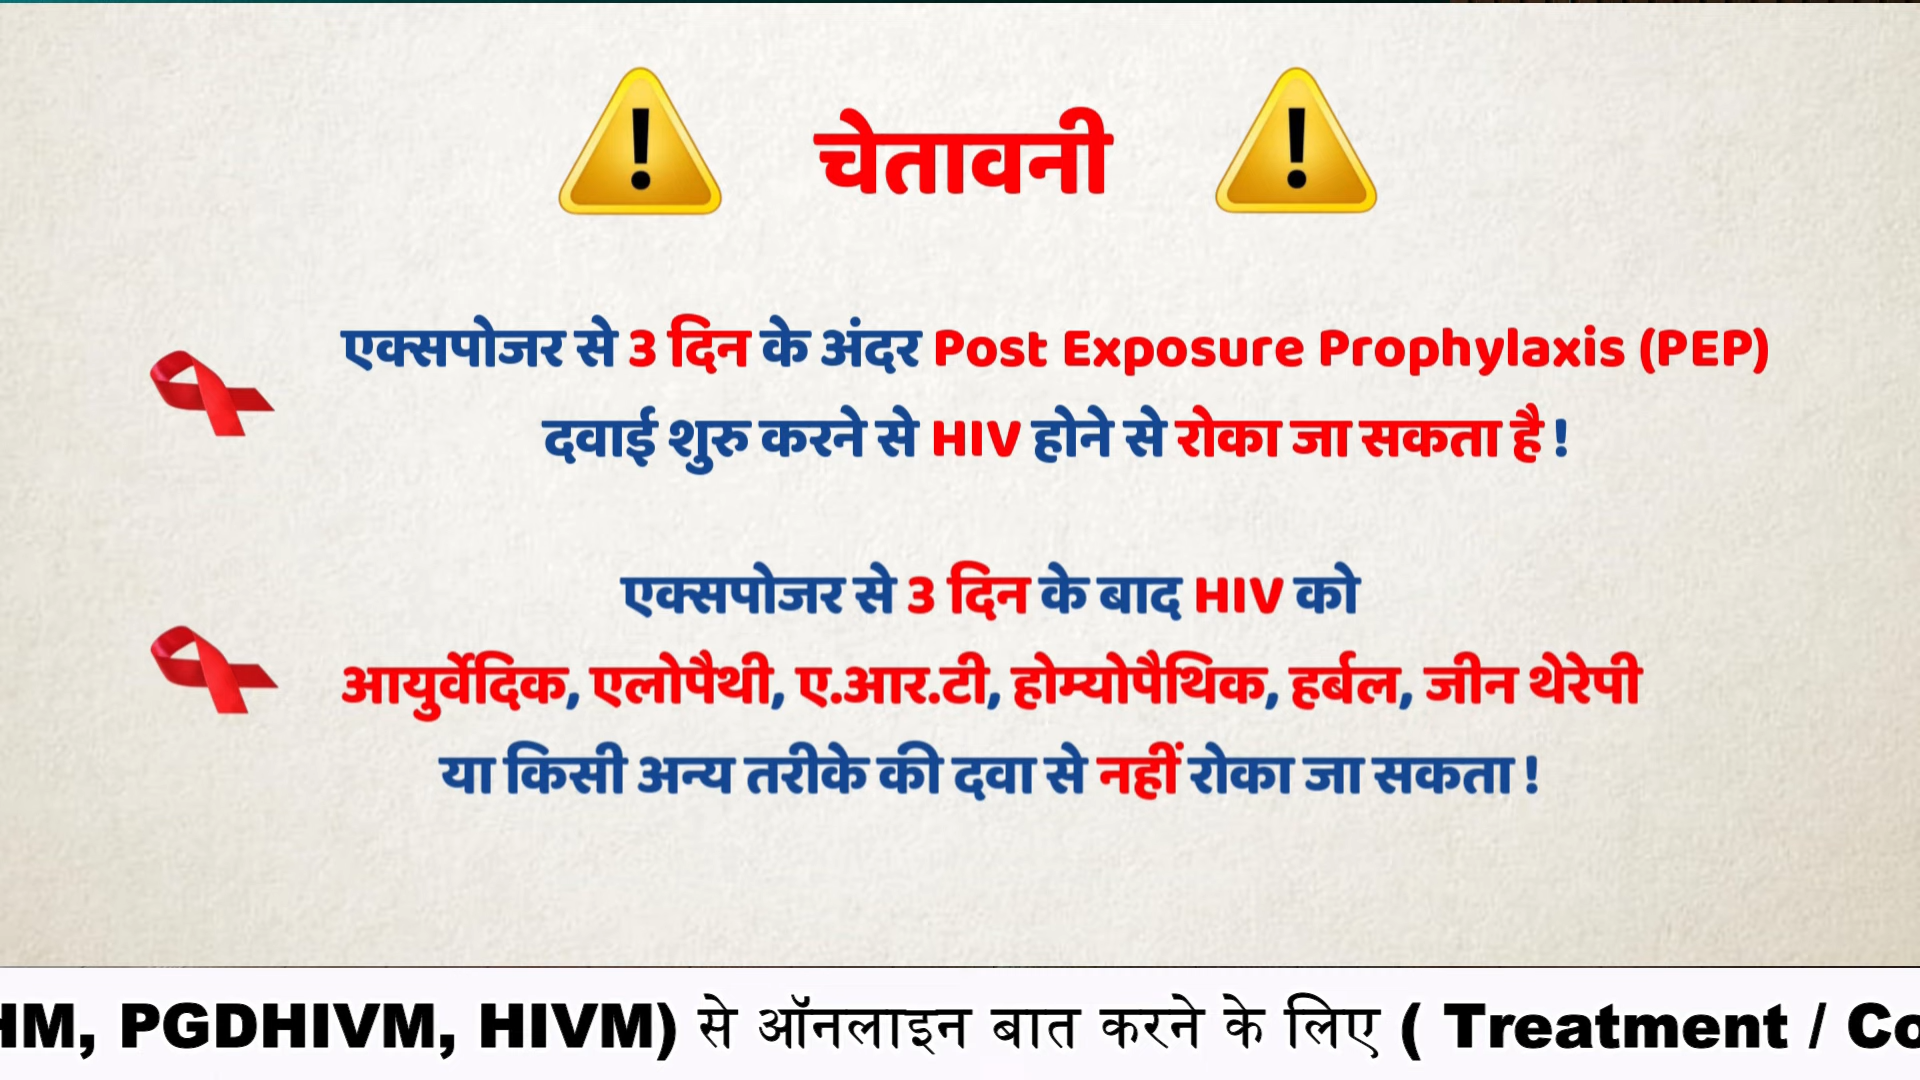 चेतावनी
एक्सपोजर से 3 दिन के अंदर Post Exposure Prophylaxis (PEP)
दवाई शुरु करने से HIV होने से रोका जा सकता है !
एक्सपोजर से 3 दिन के बाद HIV को
आयुर्वेदिक, एलोपैथी, ए.आर.टी, होम्योपैथिक, हर्बल, जीन थेरेपी
या किसी अन्य तरीके की दवा से नहीं रोका जा सकता !
HM, PGDHIVM, HIVM) से ऑनलाइन बात करने के लिए ( Treatment / Co